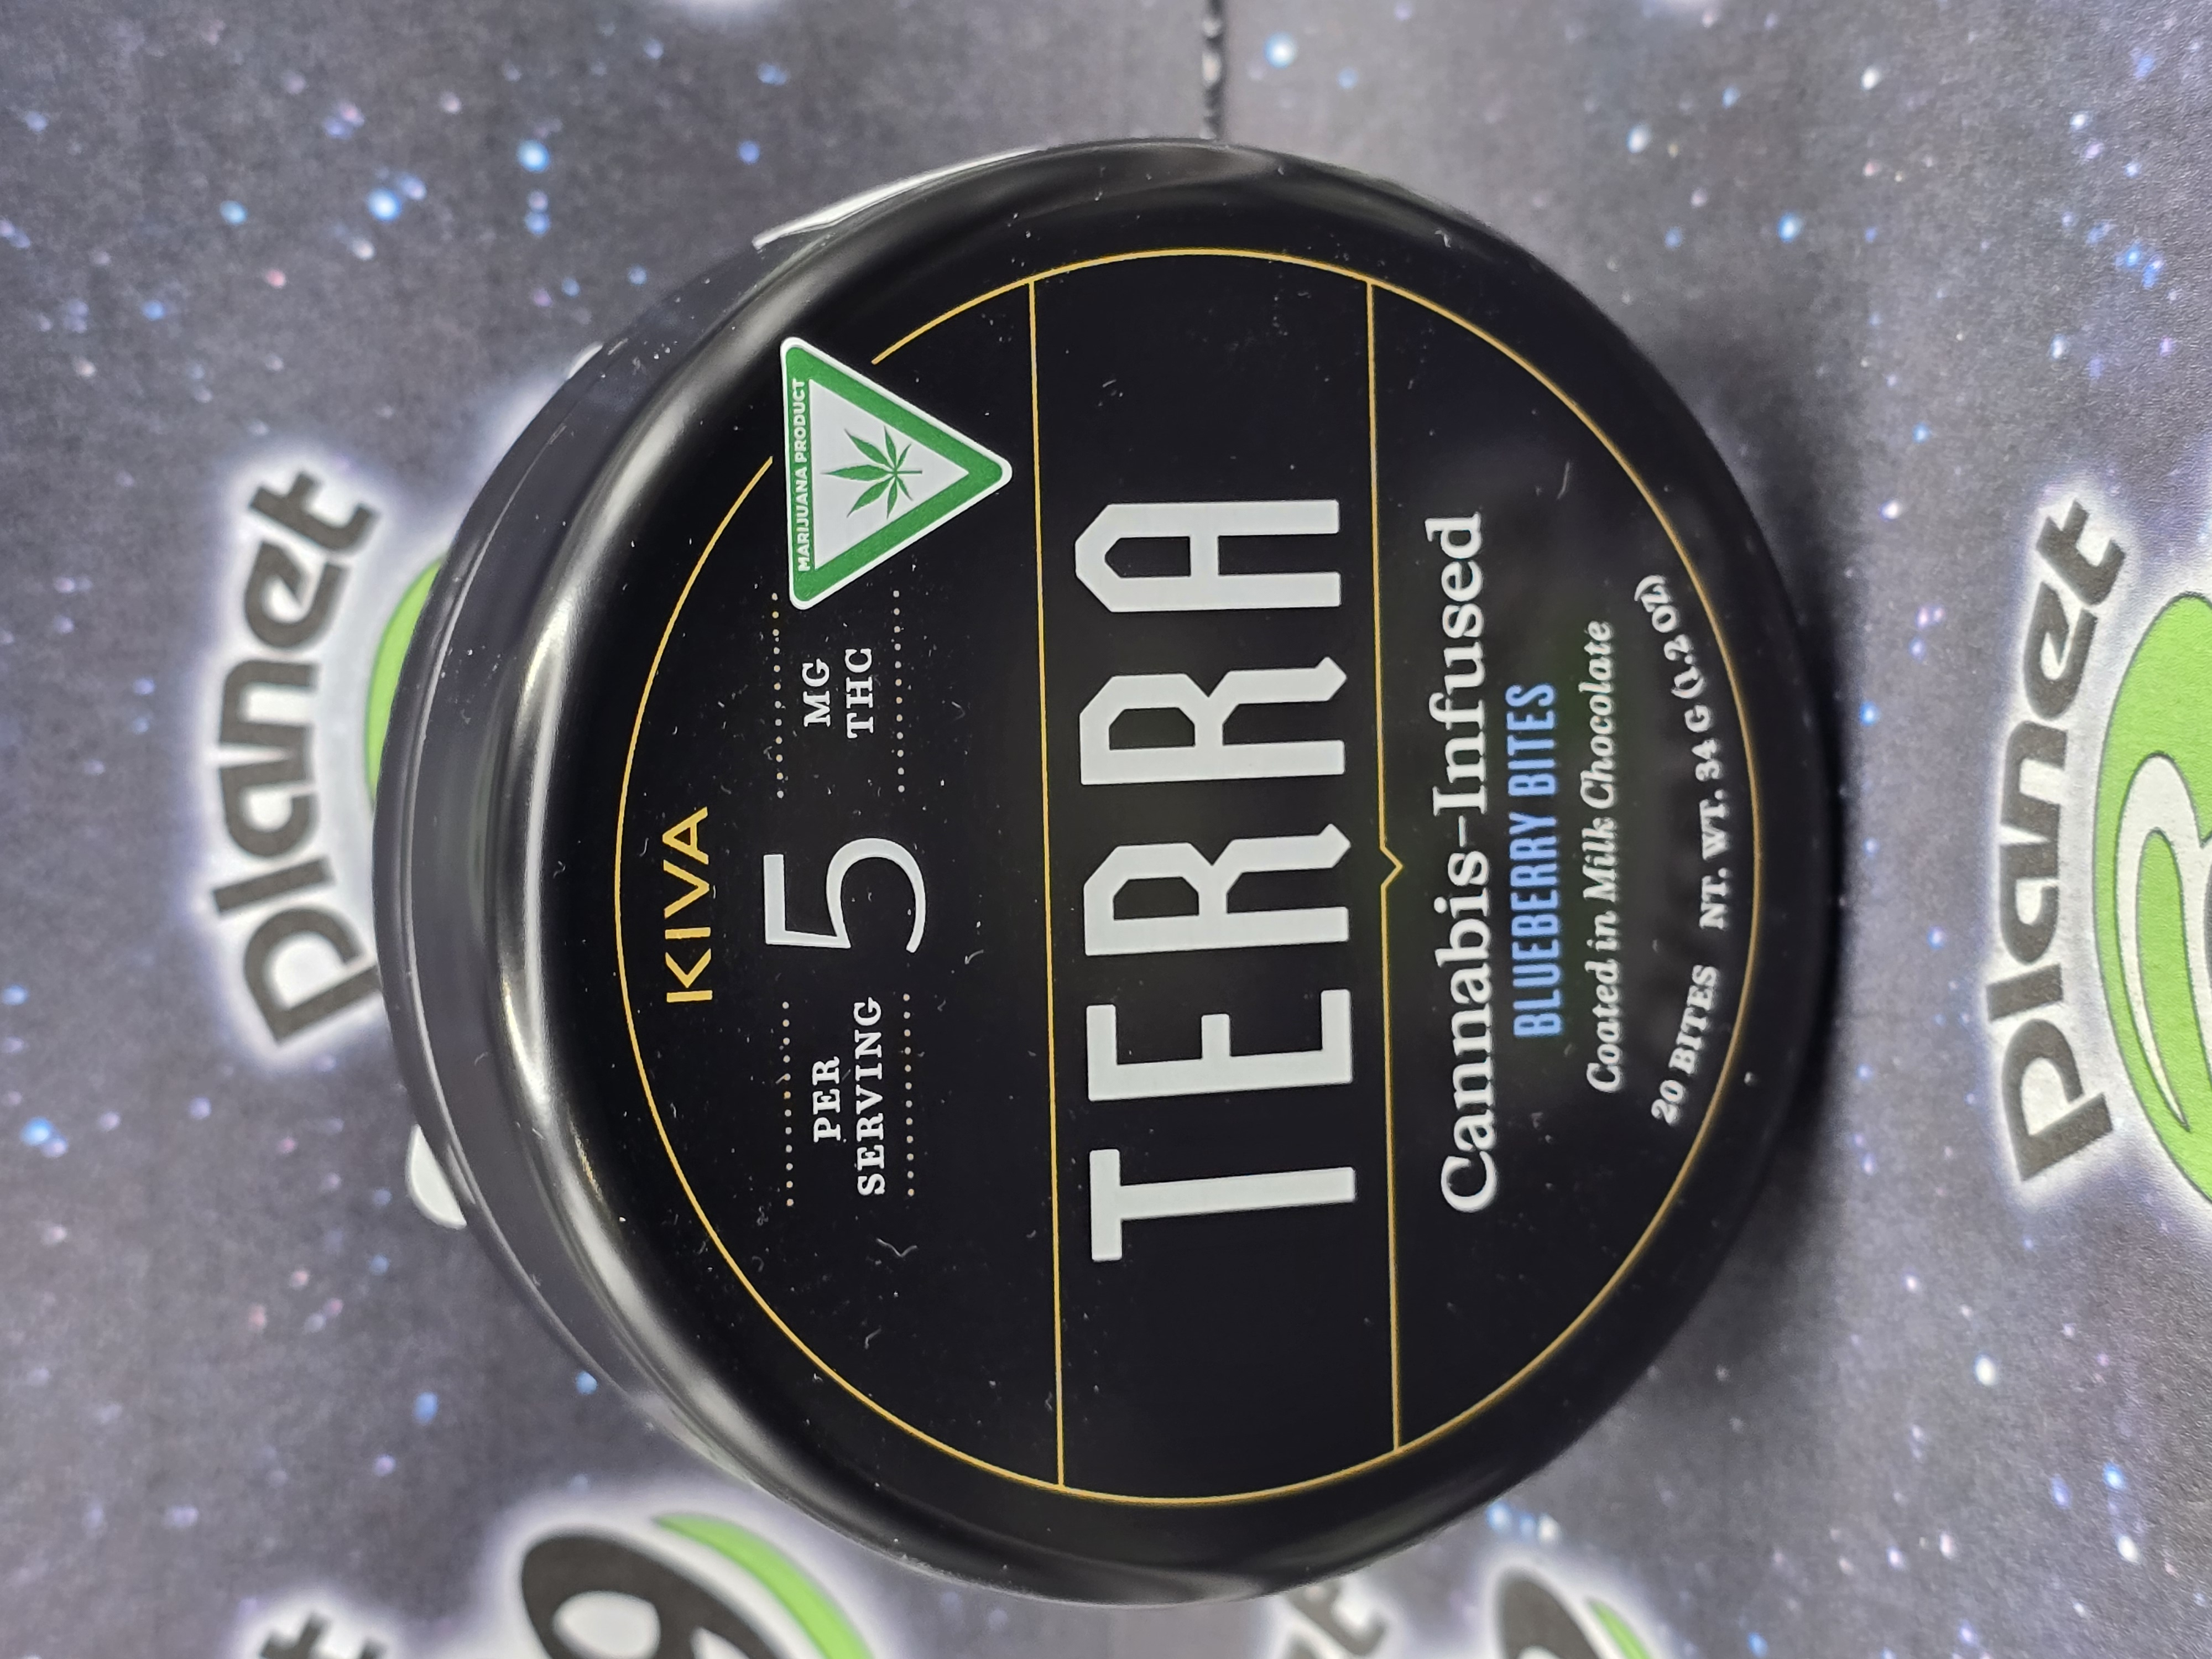 KIVA
PER
SERVING
5
MG
THC
MARIJUANA PRODUCT
TERRA
Cannabis-Infused
BLUEBERRY BITES
Coated in Milk Chocolate
20 BITES NT. WT. 34 G (1.2 OZ)
planet
planet